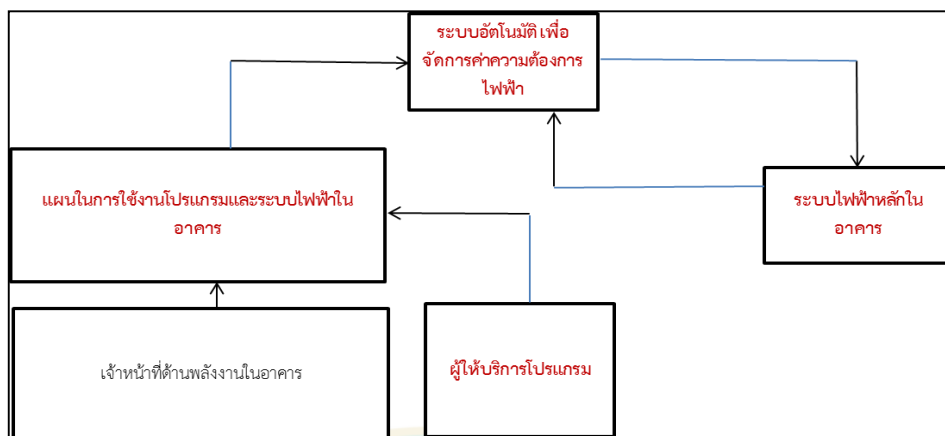 ระบบอัตโนมัติ เพื่อ
จัดการค่าความต้องการ
ไฟฟ้า
แผนในการใช้งานโปรแกรมและระบบไฟฟ้าใน
อาคาร
ระบบไฟฟ้าหลักใน
อาคาร
เจ้าหน้าที่ด้านพลังงานในอาคาร
ผู้ให้บริการโปรแกรม